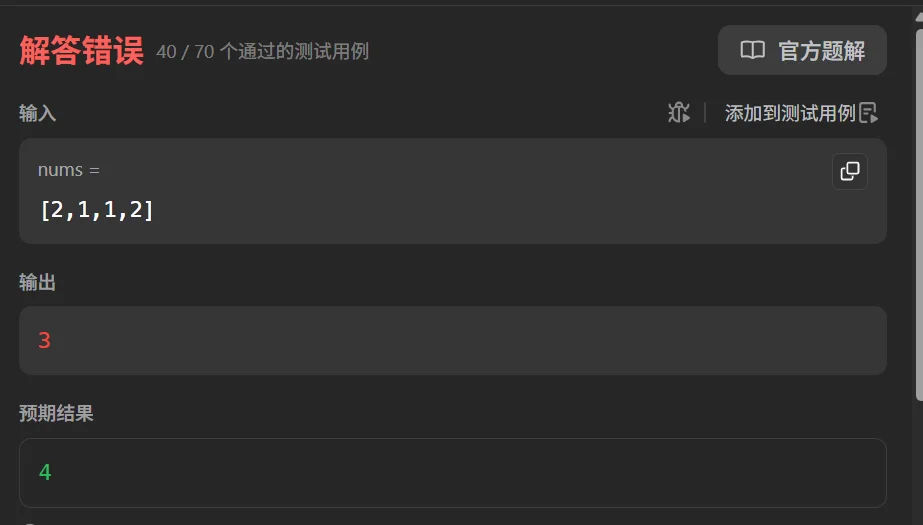 解答错误 40 / 70 个通过的测试用例
官方题解
输入
添加到测试用例
nums =
[2,1,1,2]
输出
3
预期结果
4